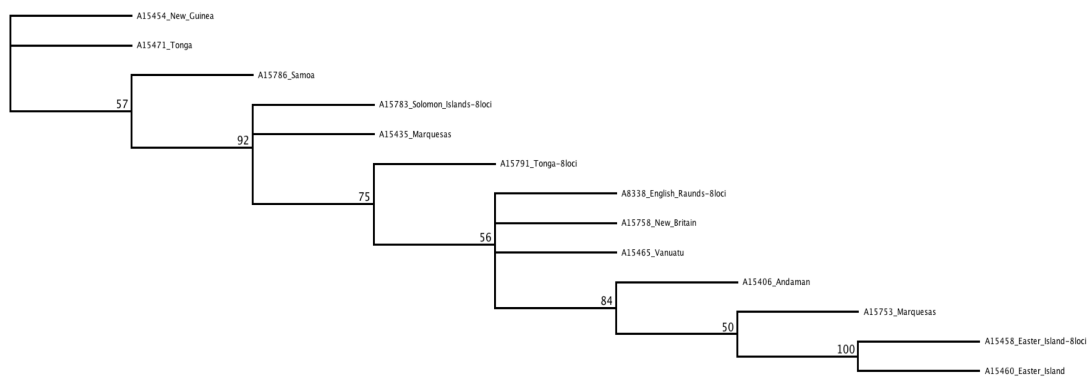 A15454_New_Guinea
A15471_Tonga
A15786_Samoa
57
A15783_Solomon_Islands-8loci
A15435_Marquesas
92
A15791_Tonga-8loci
75
A8338_English_Raunds-8loci
A15758_New_Britain
56
A15465_Vanuatu
A15406_Andaman
84
A15753_Marquesas
50
A15458_Easter_Island-8loci
100
A15460_Easter_Island